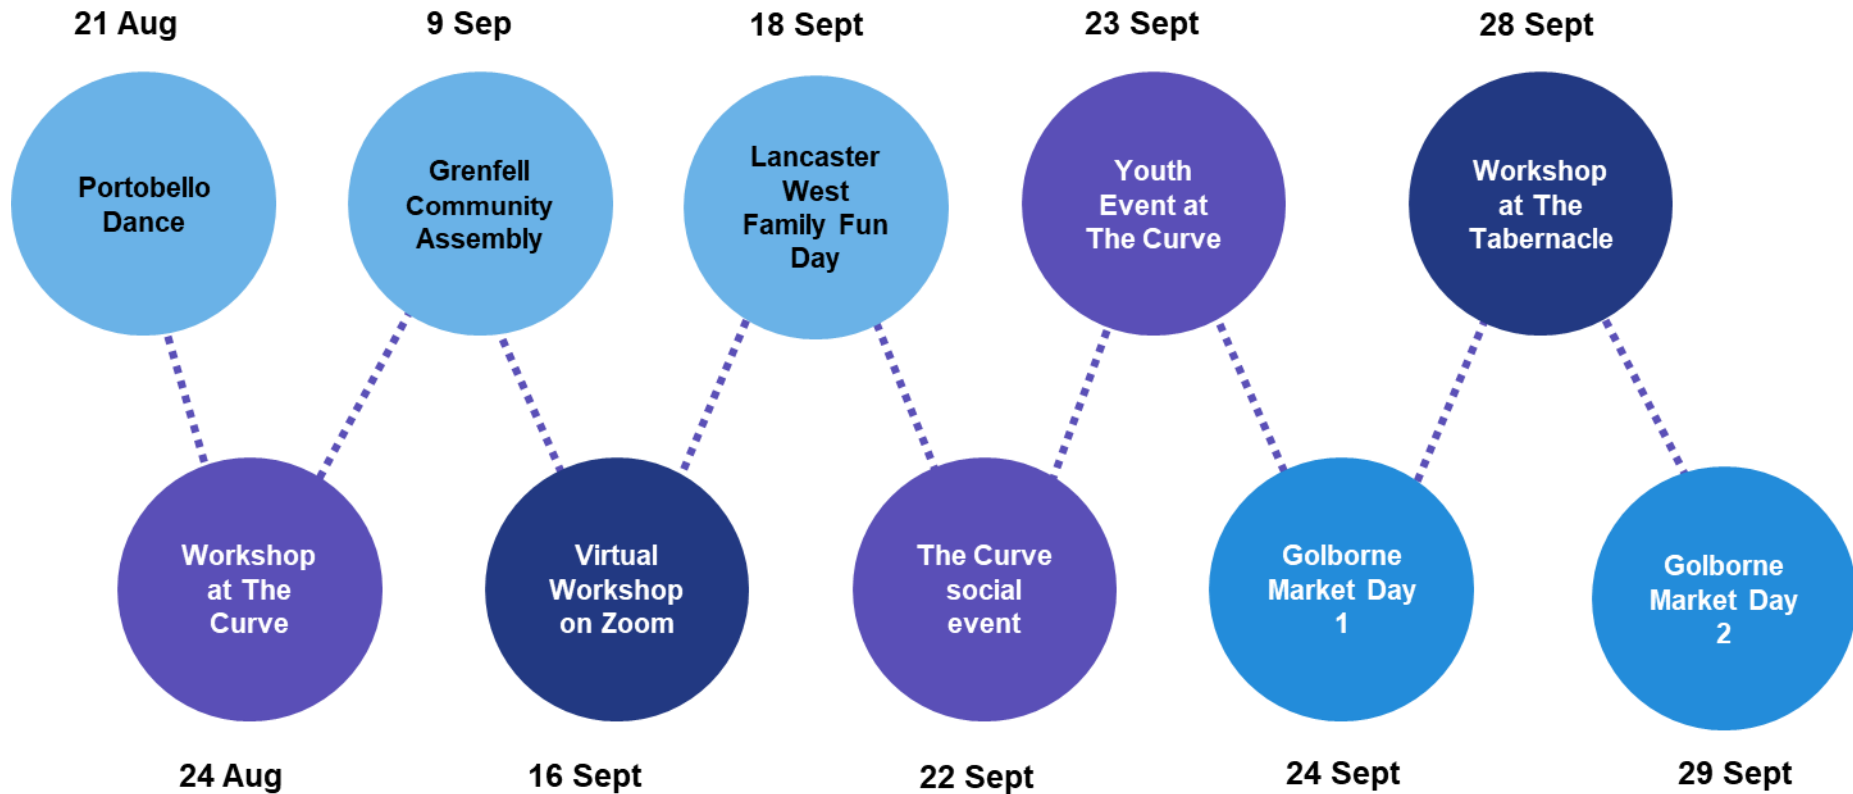 21 Aug
9 Sep
18 Sept
23 Sept
28 Sept
Portobello
Dance
Grenfell
Community
Assembly
Lancaster
West
Family Fun
Day
Youth
Event at
The Curve
Workshop
at The
Tabernacle
Workshop
at The
Curve
Virtual
Workshop
on Zoom
The Curve
social
event
Golborne
Market Day
1
Golborne
Market Day
2
24 Aug
16 Sept
22 Sept
24 Sept
29 Sept